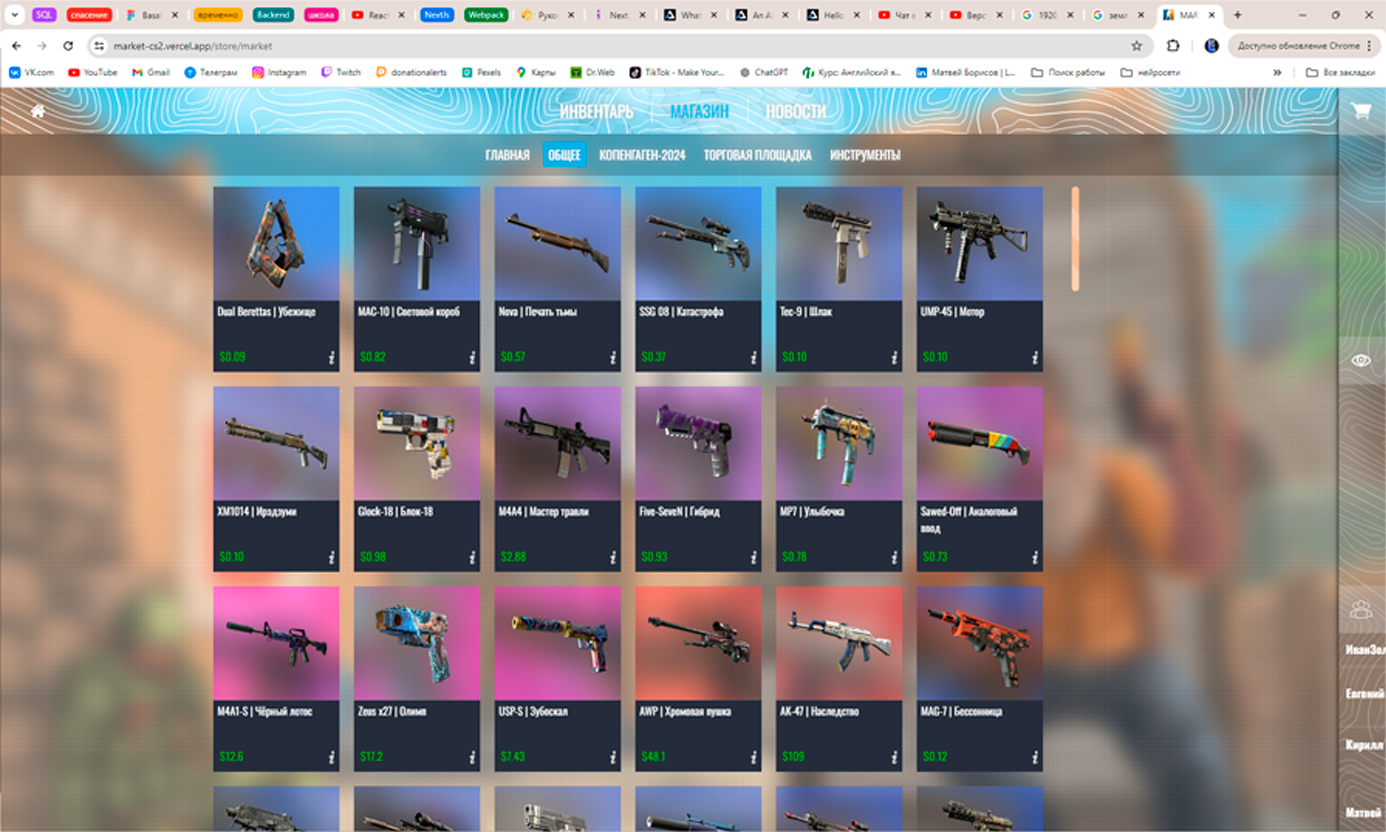 SQL спасение Basa временно Backend школа React NextJs Webpack Руко Next. What An A Hello Чат Верс 1920 земл МАР
market-cs2.vercel.app/store/market Доступно обновление Chrome
VK.com YouTube Gmail Телеграм Instagram Twitch donationalerts Pexels Карты Dr.Web TikTok - Make Your... ChatGPT Курс: Английский я... Матвей Борисов | L... Поиск работы нейросети » Все закладки
ИНВЕНТАРЬ МАГАЗИН НОВОСТИ
ГЛАВНАЯ ОБЩЕЕ КОПЕНГАГЕН-2024 ТОРГОВАЯ ПЛОЩАДКА ИНСТРУМЕНТЫ
Dual Berettas | Убежище MAC-10 | Световой короб Nova | Печать тьмы SSG 08 | Катастрофа Tec-9 | Шлак UMP-45 | Мотор
$0.09 i $0.82 i $0.57 i $0.37 i $0.10 i $0.10 i
XM1014 | Ирэдзуми Glock-18 | Блок-18 M4A4 | Мастер травли Five-SeveN | Гибрид MP7 | Улыбочка Sawed-Off | Аналоговый
ввод
$0.10 i $0.98 i $2.88 i $0.93 i $0.78 i $0.73 i
ИванЗол
Евгений
M4A1-S | Чёрный лотос Zeus x27 | Олимп USP-S | Зубоскал AWP | Хромовая пушка AK-47 | Наследство MAG-7 | Бессонница
Кирилл
$12.6 i $17.2 i $7.43 i $48.1 i $109 i $0.12 i
Матвей